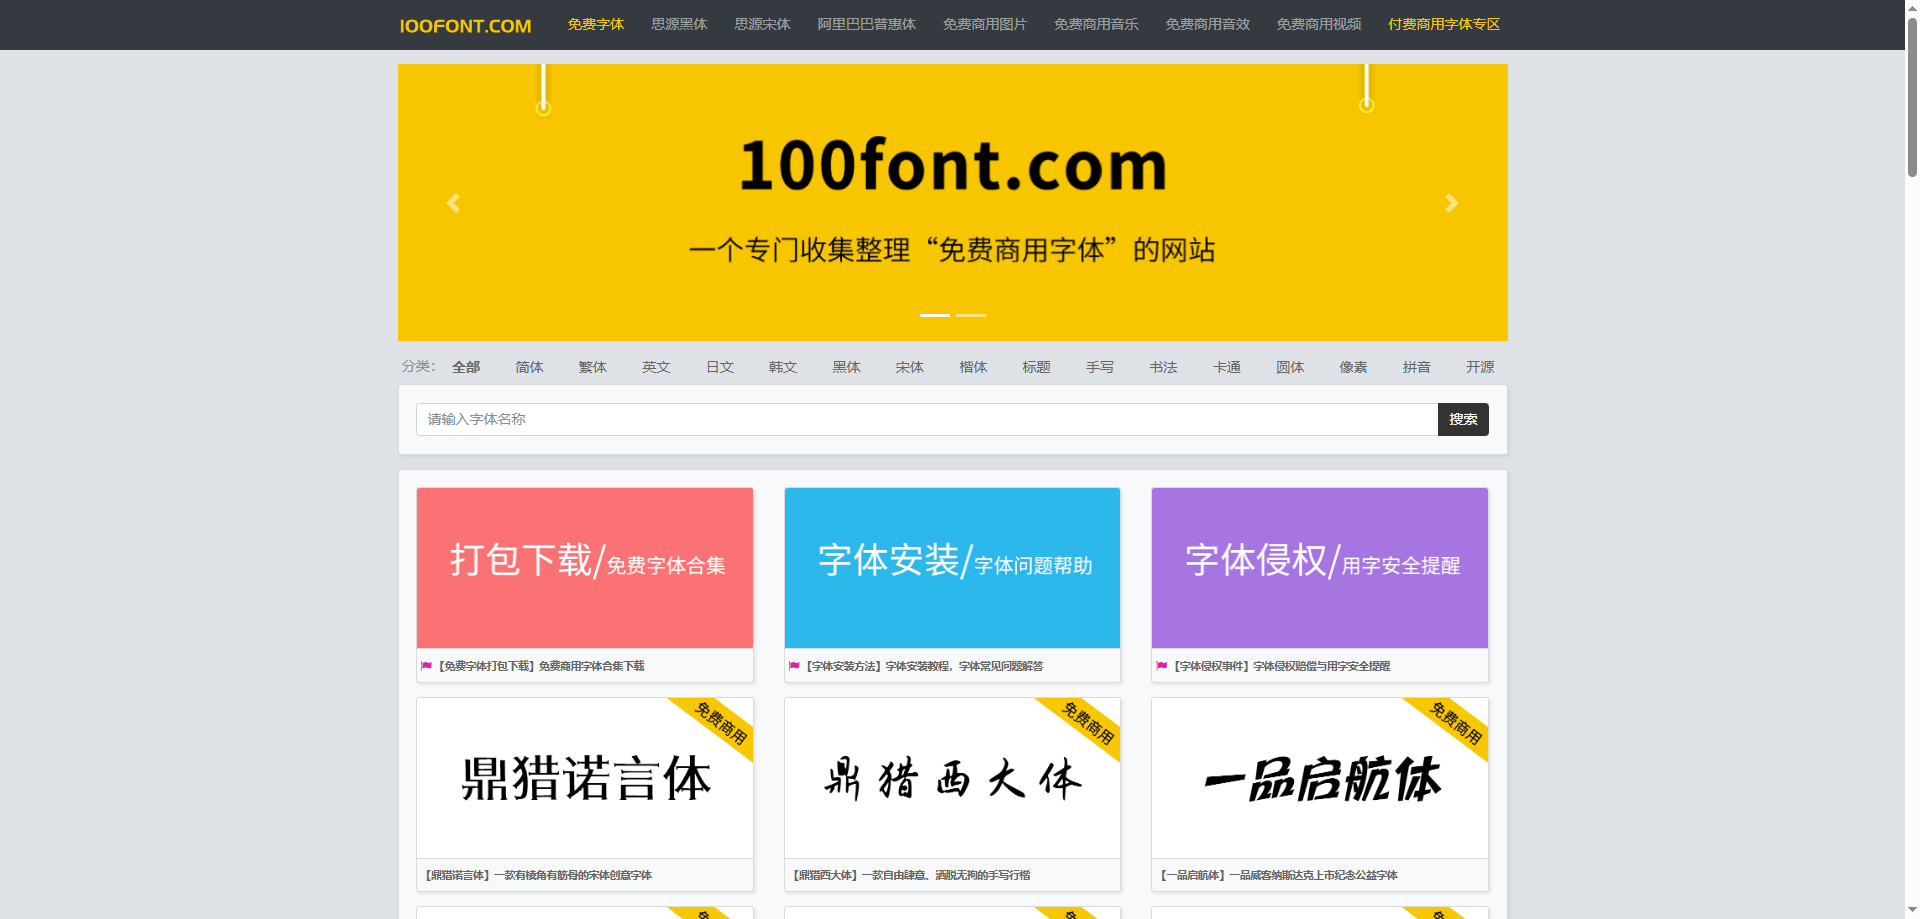 100FONT.COM 免费字体 思源黑体 思源宋体 阿里巴巴普惠体 免费商用图片 免费商用音乐 免费商用音效 免费商用视频 付费商用字体专区
100font.com
一个专门收集整理“免费商用字体”的网站
分类： 全部 简体 繁体 英文 日文 韩文 黑体 宋体 楷体 标题 手写 书法 卡通 圆体 像素 拼音 开源
请输入字体名称 搜索
打包下载/免费字体合集
字体安装/字体问题帮助
字体侵权/用字安全提醒
【免费字体打包下载】免费商用字体合集下载
【字体安装方法】字体安装教程，字体常见问题解答
【字体侵权事件】字体侵权赔偿与用字安全提醒
免费商用
鼎猎诺言体
免费商用
鼎猎西大体
免费商用
一品启航体
【鼎猎诺言体】一款有棱角有筋骨的宋体创意字体
【鼎猎西大体】一款自由肆意、洒脱无拘的手写行楷
【一品启航体】一品威客纳斯达克上市纪念公益字体